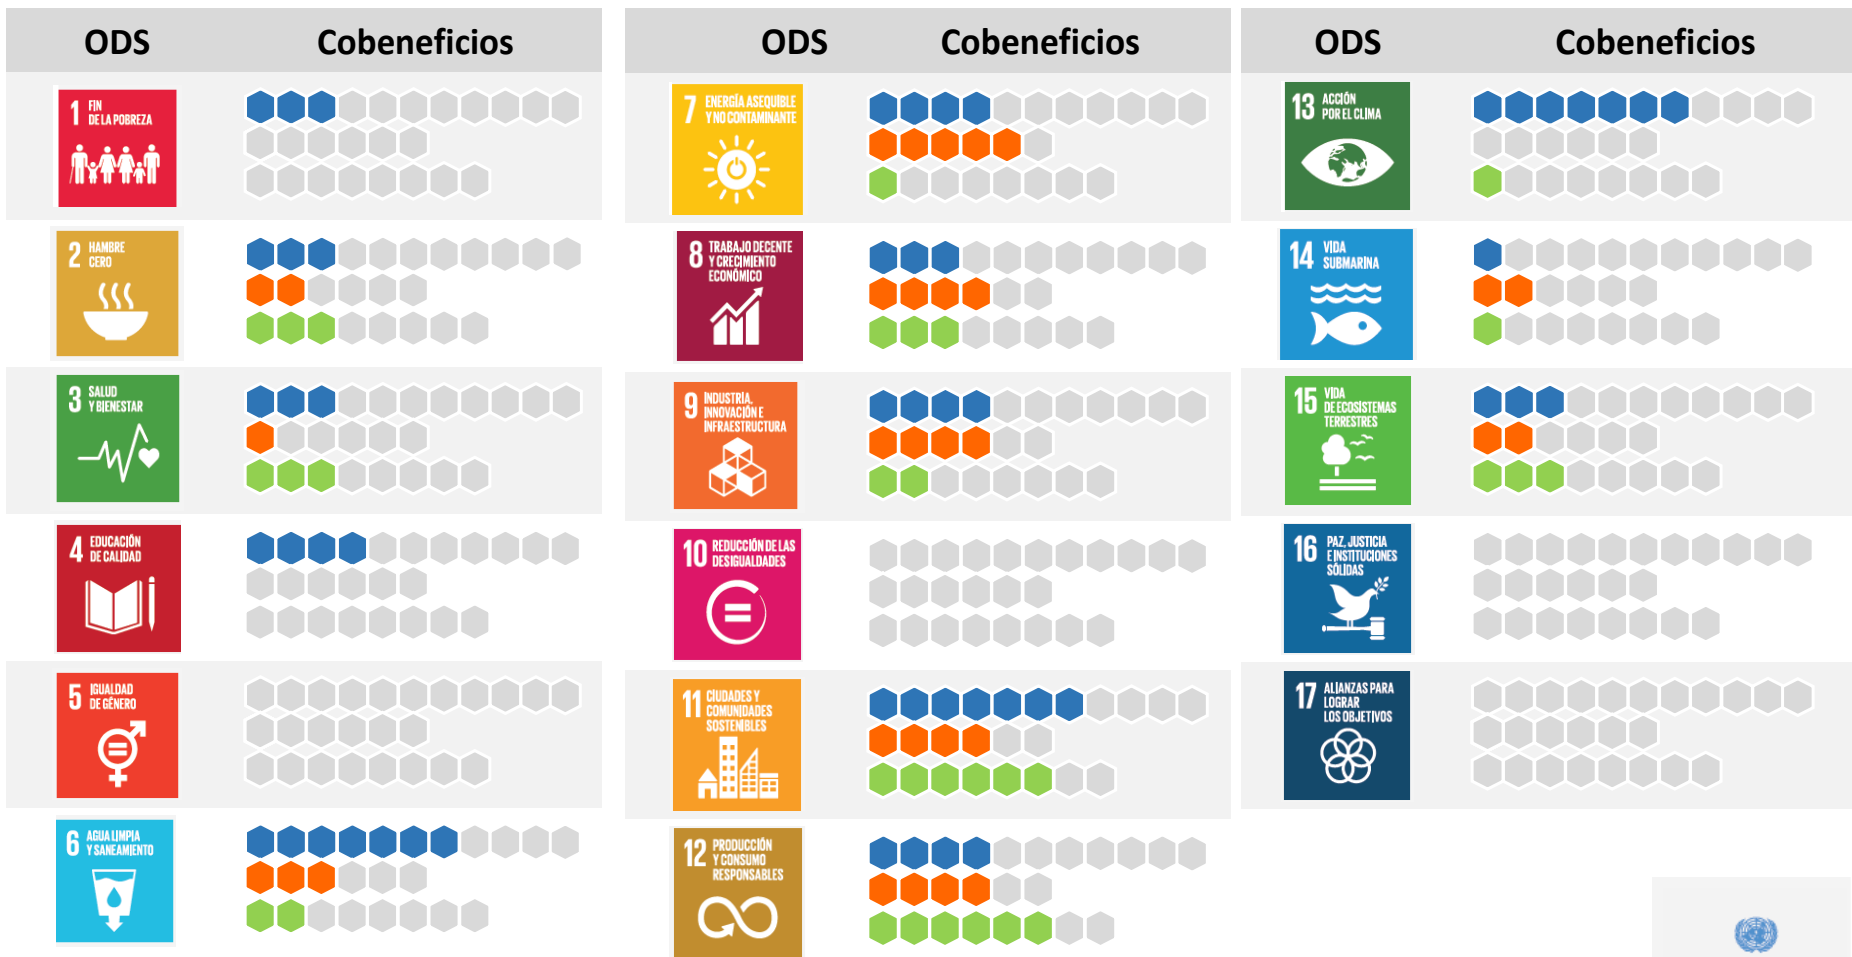 ODS Cobeneficios
1 FIN
DE LA POBREZA
2 HAMBRE
CERO
3 SALUD
Y BIENESTAR
4 EDUCACIÓN
DE CALIDAD
5 IGUALDAD
DE GÉNERO
6 AGUA LIMPIA
Y SANEAMIENTO
ODS Cobeneficios
7 ENERGÍA ASEQUIBLE
Y NO CONTAMINANTE
8 TRABAJO DECENTE
Y CRECIMIENTO
ECONÓMICO
9 INDUSTRIA,
INNOVACIÓN E
INFRAESTRUCTURA
10 REDUCCIÓN DE LAS
DESIGUALDADES
11 CIUDADES Y
COMUNIDADES
SOSTENIBLES
12 PRODUCCIÓN
Y CONSUMO
RESPONSABLES
ODS Cobeneficios
13 ACCIÓN
POR EL CLIMA
14 VIDA
SUBMARINA
15 VIDA
DE ECOSISTEMAS
TERRESTRES
16 PAZ, JUSTICIA
E INSTITUCIONES
SÓLIDAS
17 ALIANZAS PARA
LOGRAR
LOS OBJETIVOS